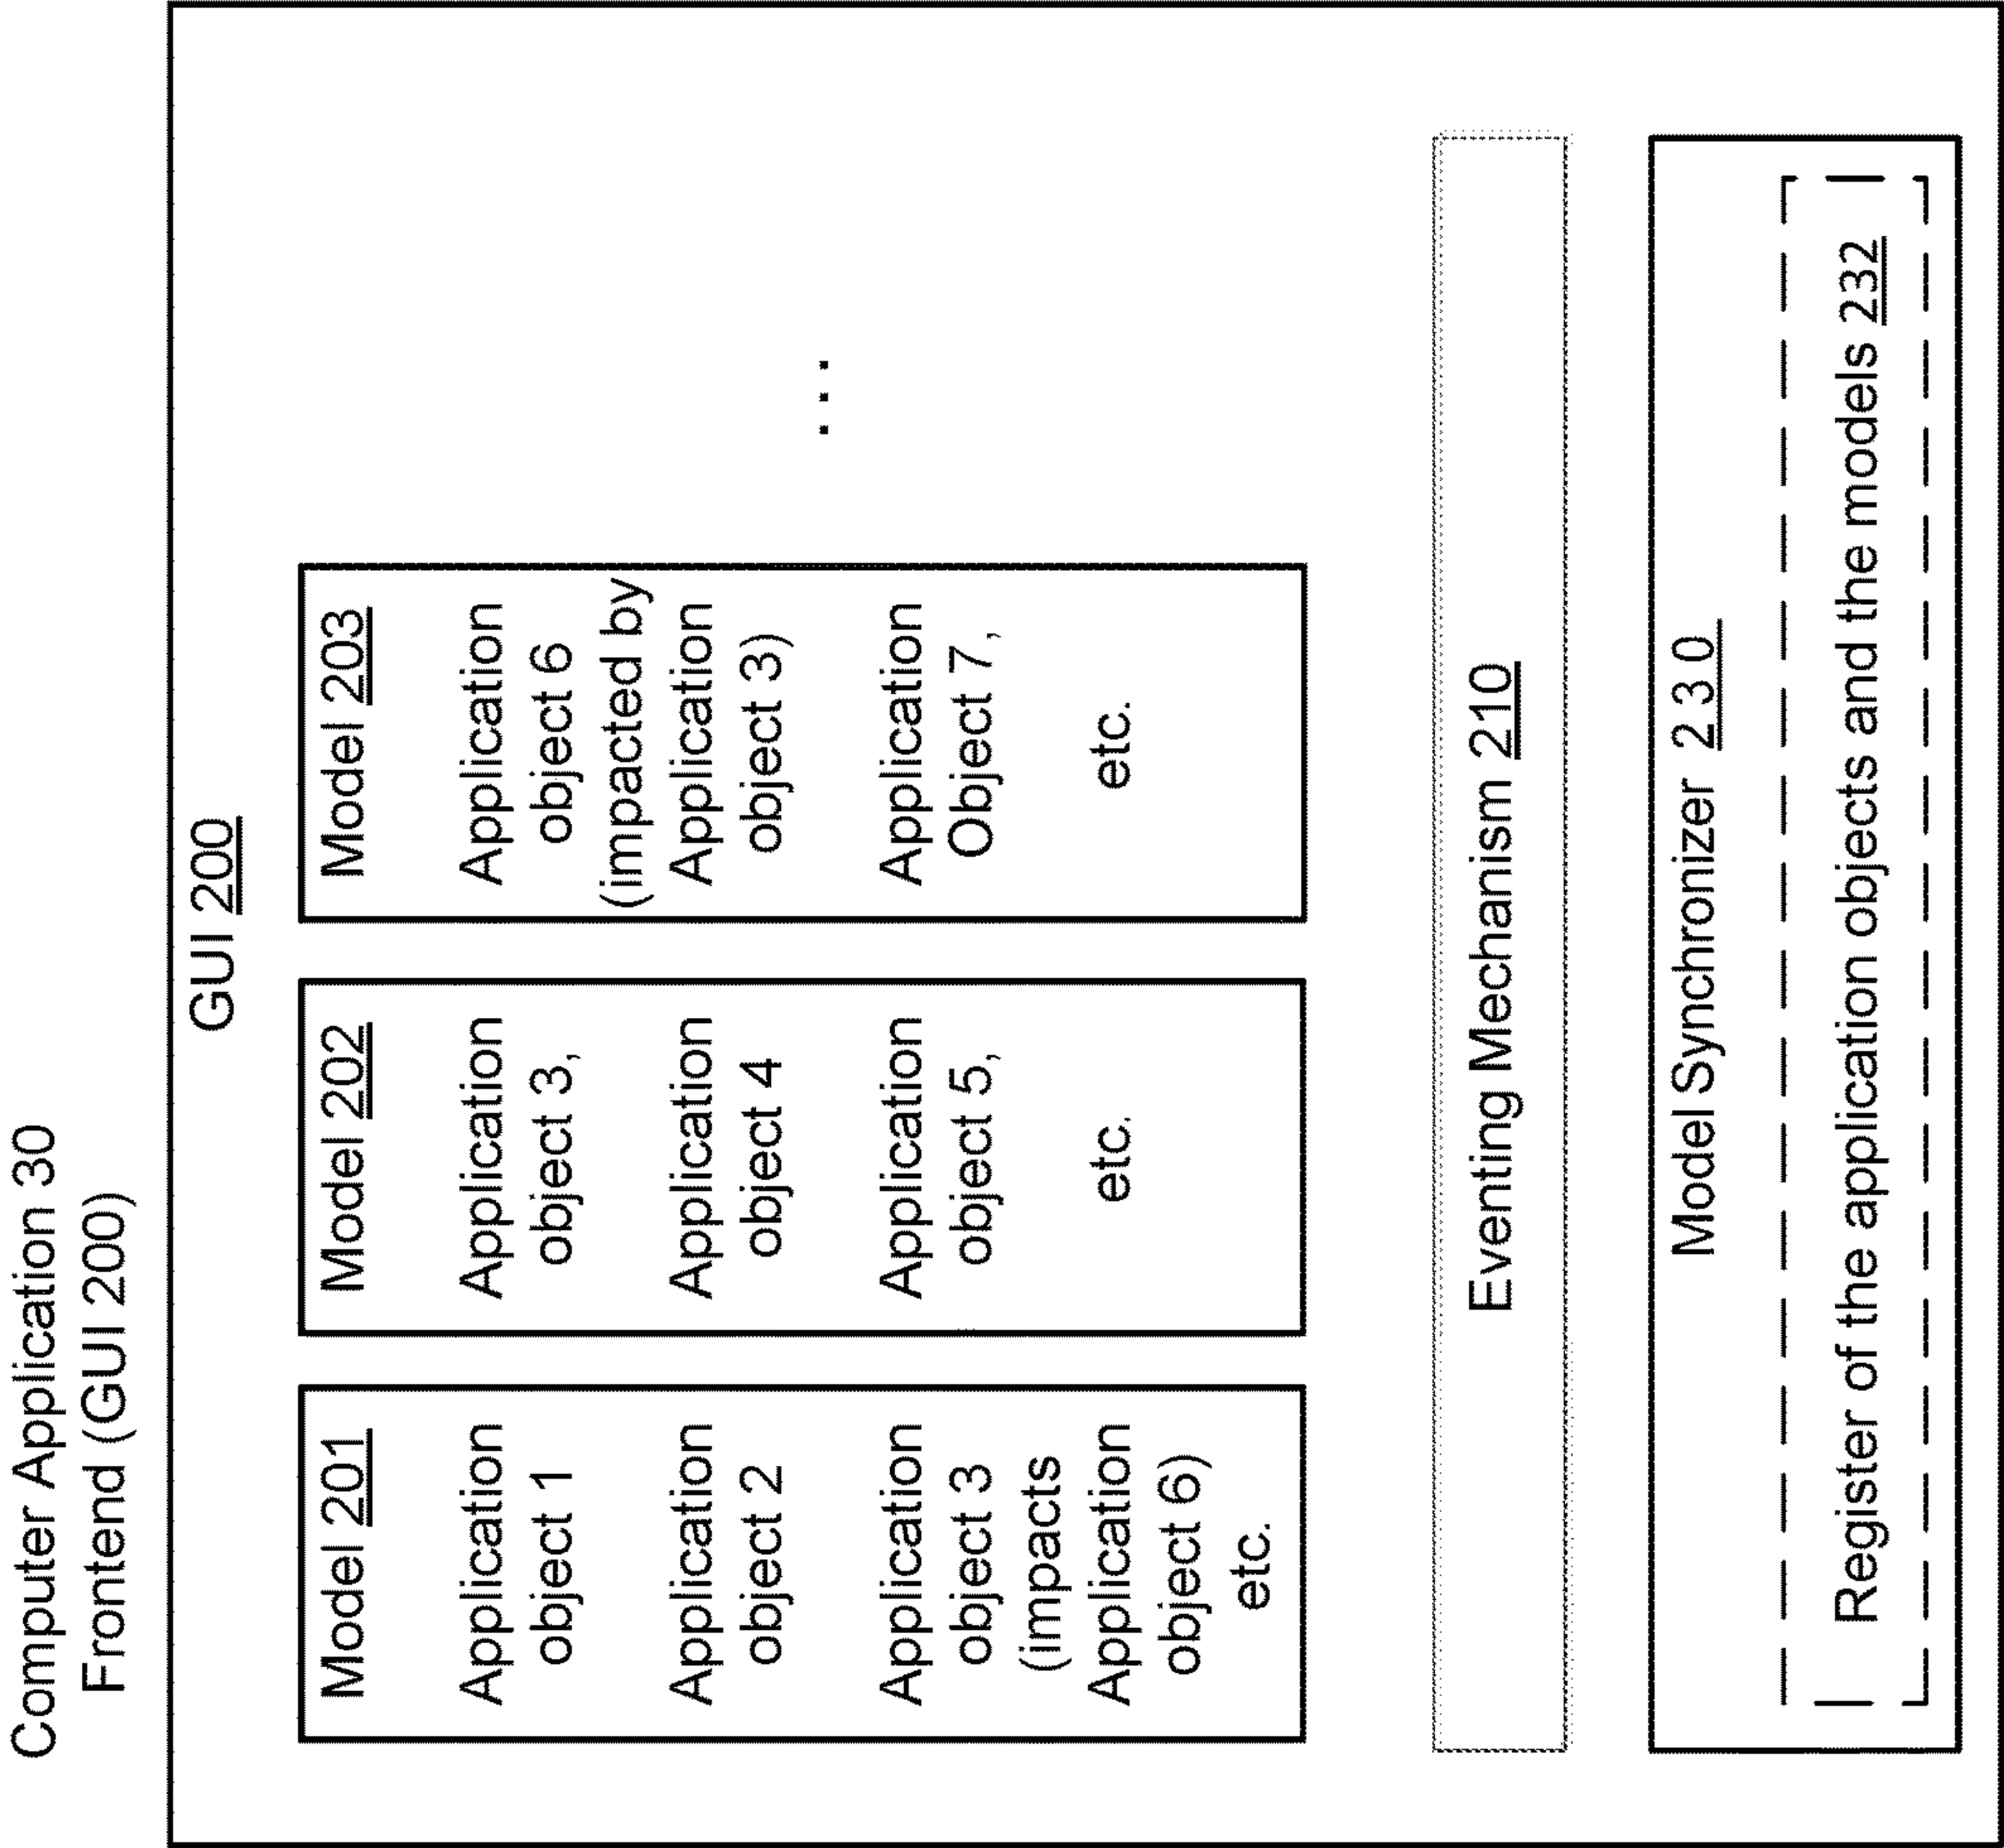 Computer Application 30
Frontend (GUI 200)
GUI 200
Model 201
Application
object 1
Application
object 2
Application
object 3
(impacts
Application
object 6)
etc.
Model 202
Application
object 3,
Application
object 4
Application
object 5,
etc.
Model 203
Application
object 6
(impacted by
Application
object 3)
Application
Object 7,
etc.
...
Eventing Mechanism 210
Model Synchronizer 2 3 0
Register of the application objects and the models 232